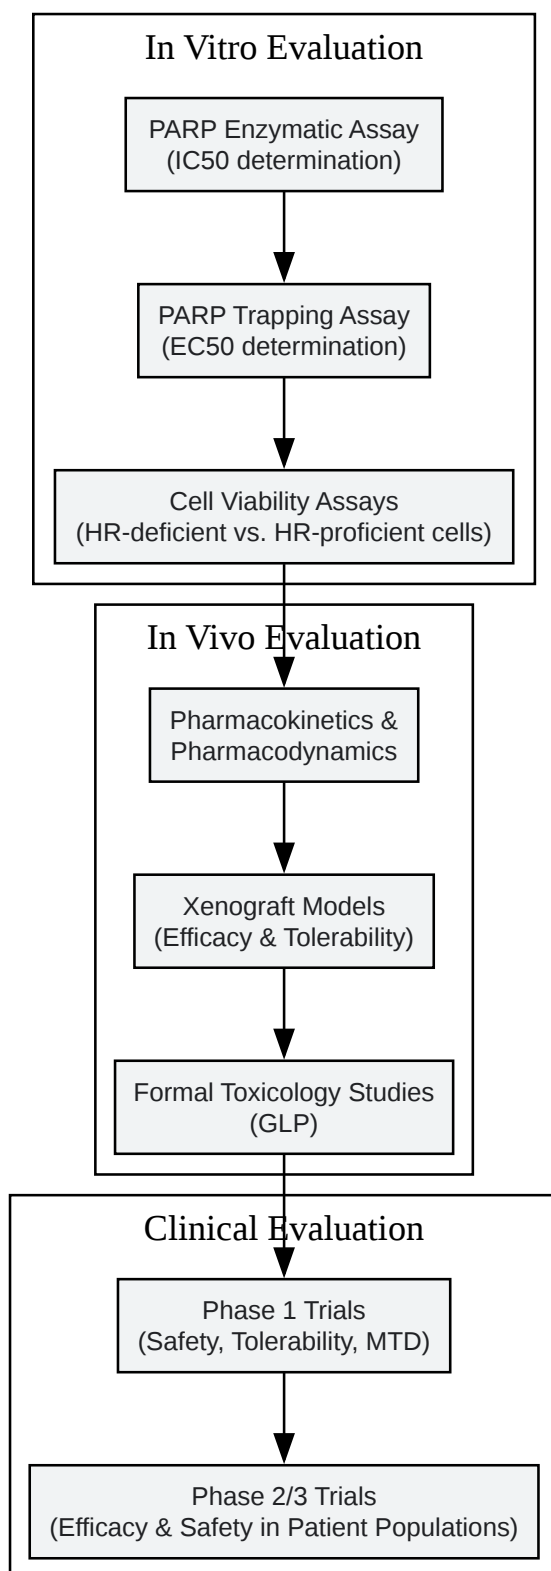 In Vitro Evaluation
PARP Enzymatic Assay
(IC50 determination)
PARP Trapping Assay
(EC50 determination)
Cell Viability Assays
(HR-deficient vs. HR-proficient cells)
In Vivo Evaluation
Pharmacokinetics &
Pharmacodynamics
Xenograft Models
(Efficacy & Tolerability)
Formal Toxicology Studies
(GLP)
Clinical Evaluation
Phase 1 Trials
(Safety, Tolerability, MTD)
Phase 2/3 Trials
(Efficacy & Safety in Patient Populations)